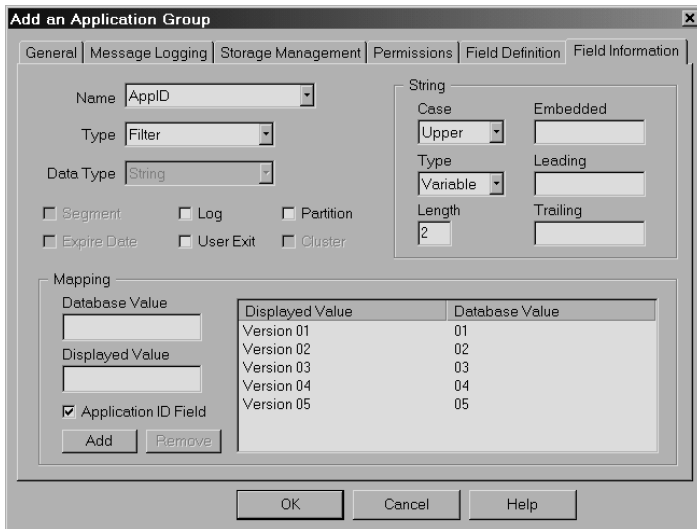 Add an Application Group
General Message Logging Storage Management Permissions Field Definition Field Information
Name AppID
Type Filter
Data Type String
Segment Log Partition
Expire Date User Exit Cluster
String
Case Embedded
Upper
Type Leading
Variable
Length Trailing
2
Mapping
Database Value
Displayed Value
Application ID Field
Add Remove
Displayed Value Database Value
Version 01 01
Version 02 02
Version 03 03
Version 04 04
Version 05 05
OK Cancel Help